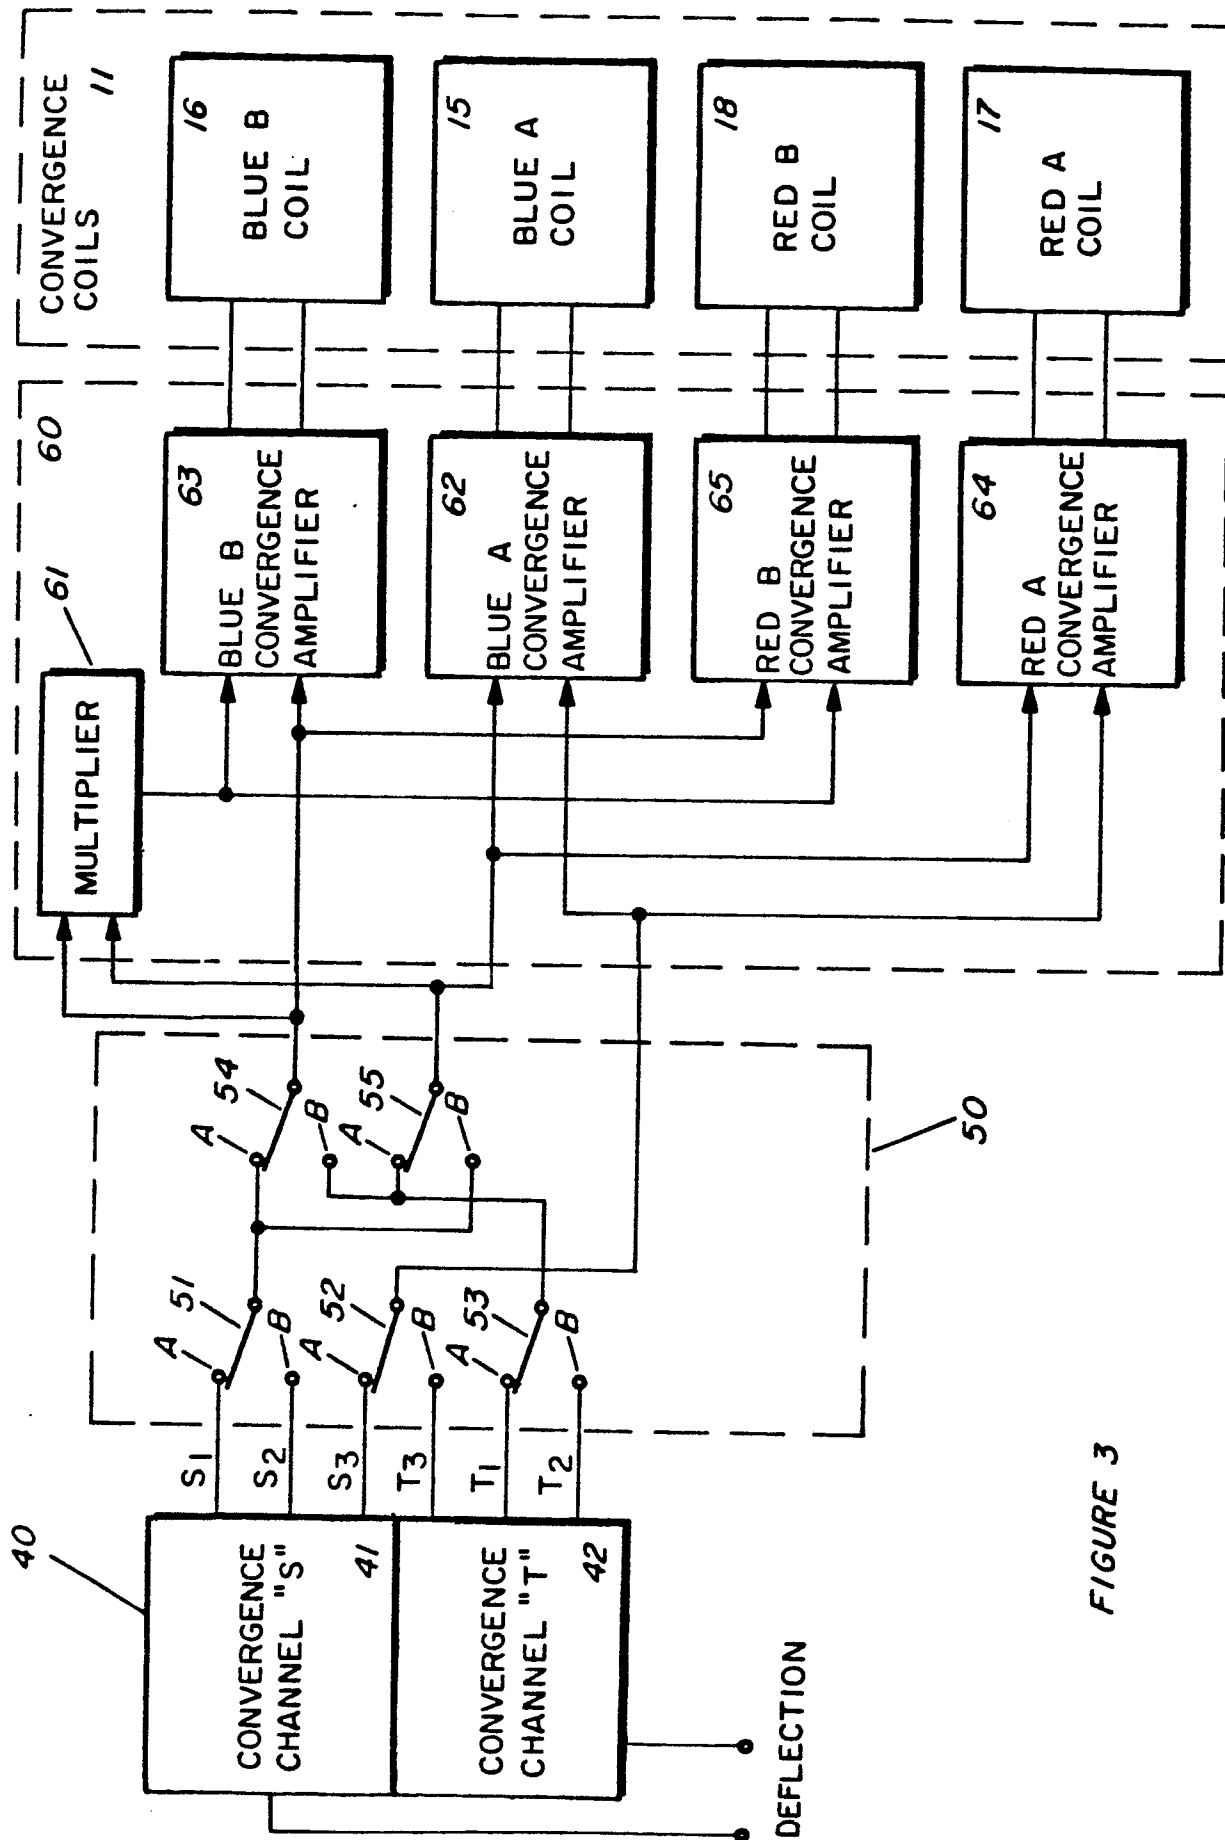 40
CONVERGENCE
CHANNEL "S"
41
CONVERGENCE
CHANNEL "T"
42
DEFLECTION
S1
S2
S3
T3
T1
T2
A
51
B
A
52
B
A
53
B
A
54
B
A
55
B
50
60
MULTIPLIER
61
63
BLUE B
CONVERGENCE
AMPLIFIER
62
BLUE A
CONVERGENCE
AMPLIFIER
65
RED B
CONVERGENCE
AMPLIFIER
64
RED A
CONVERGENCE
AMPLIFIER
CONVERGENCE
COILS 11
16
BLUE B
COIL
15
BLUE A
COIL
18
RED B
COIL
17
RED A
COIL
FIGURE 3